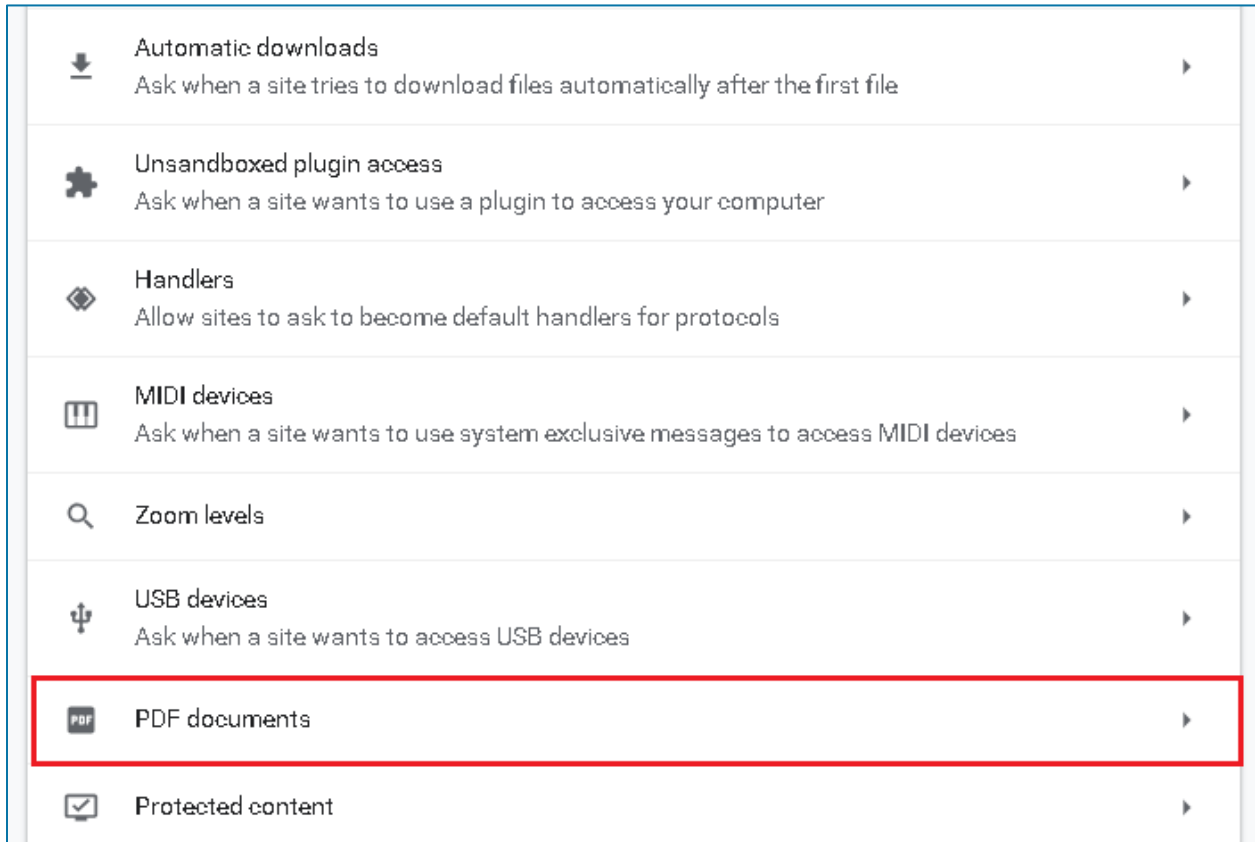 Automatic downloads
Ask when a site tries to download files automatically after the first file
Unsandboxed plugin access
Ask when a site wants to use a plugin to access your computer
Handlers
Allow sites to ask to become default handlers for protocols
MIDI devices
Ask when a site wants to use system exclusive messages to access MIDI devices
Zoom levels
USB devices
Ask when a site wants to access USB devices
PDF
PDF documents
Protected content